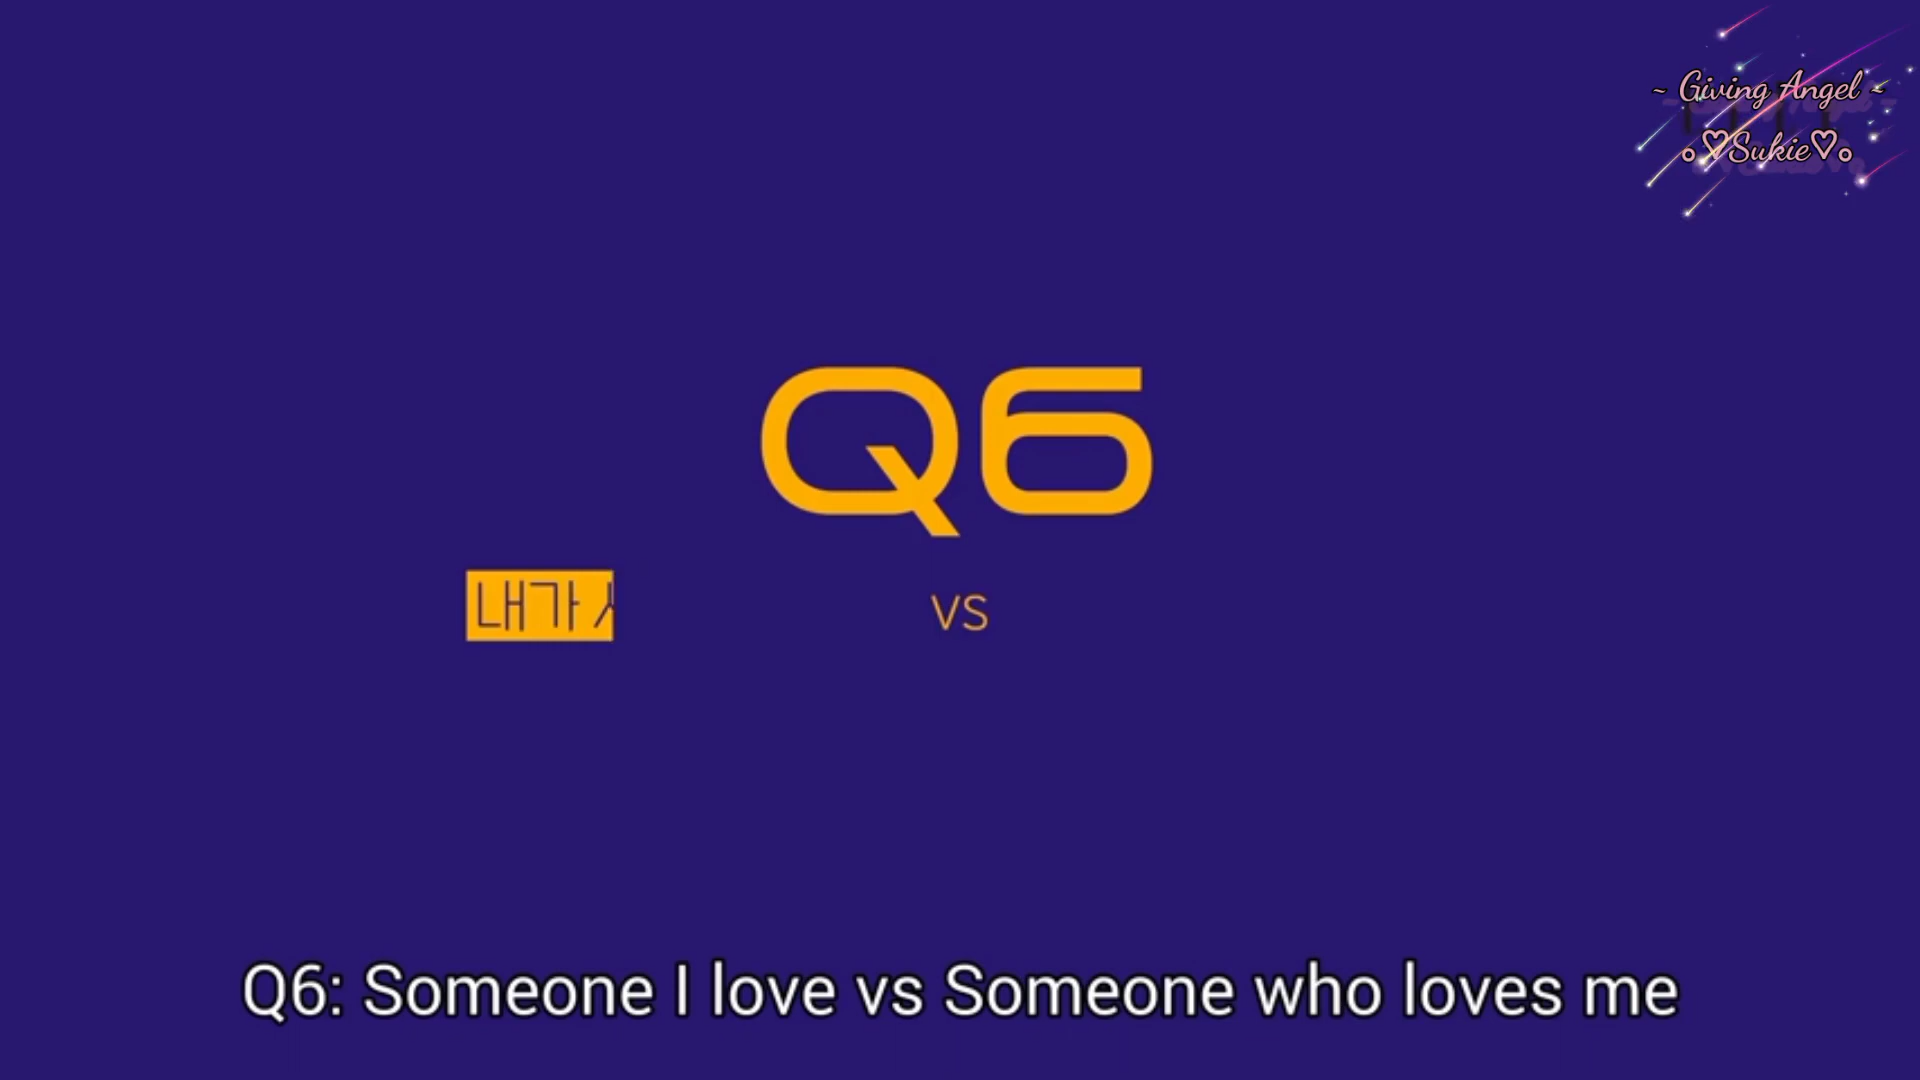 ~ Giving Angel ~
○♡Sukie♡○
Q6
내가
VS
Q6: Someone I love vs Someone who loves me